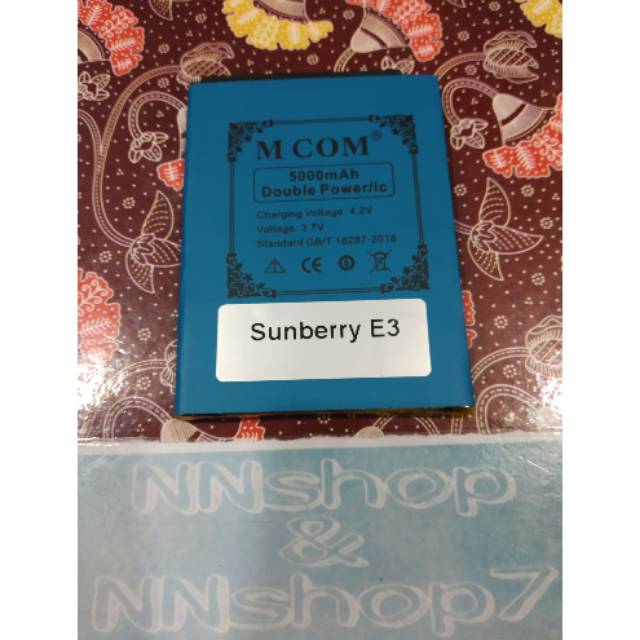 M COM®
5000mAh
Double Power/ic
Charging Voltage: 4.2V
Voltage: 3.7V
Standard GB/T 18287-2018
CE
Sunberry E3
NNshop
&
NNshop7